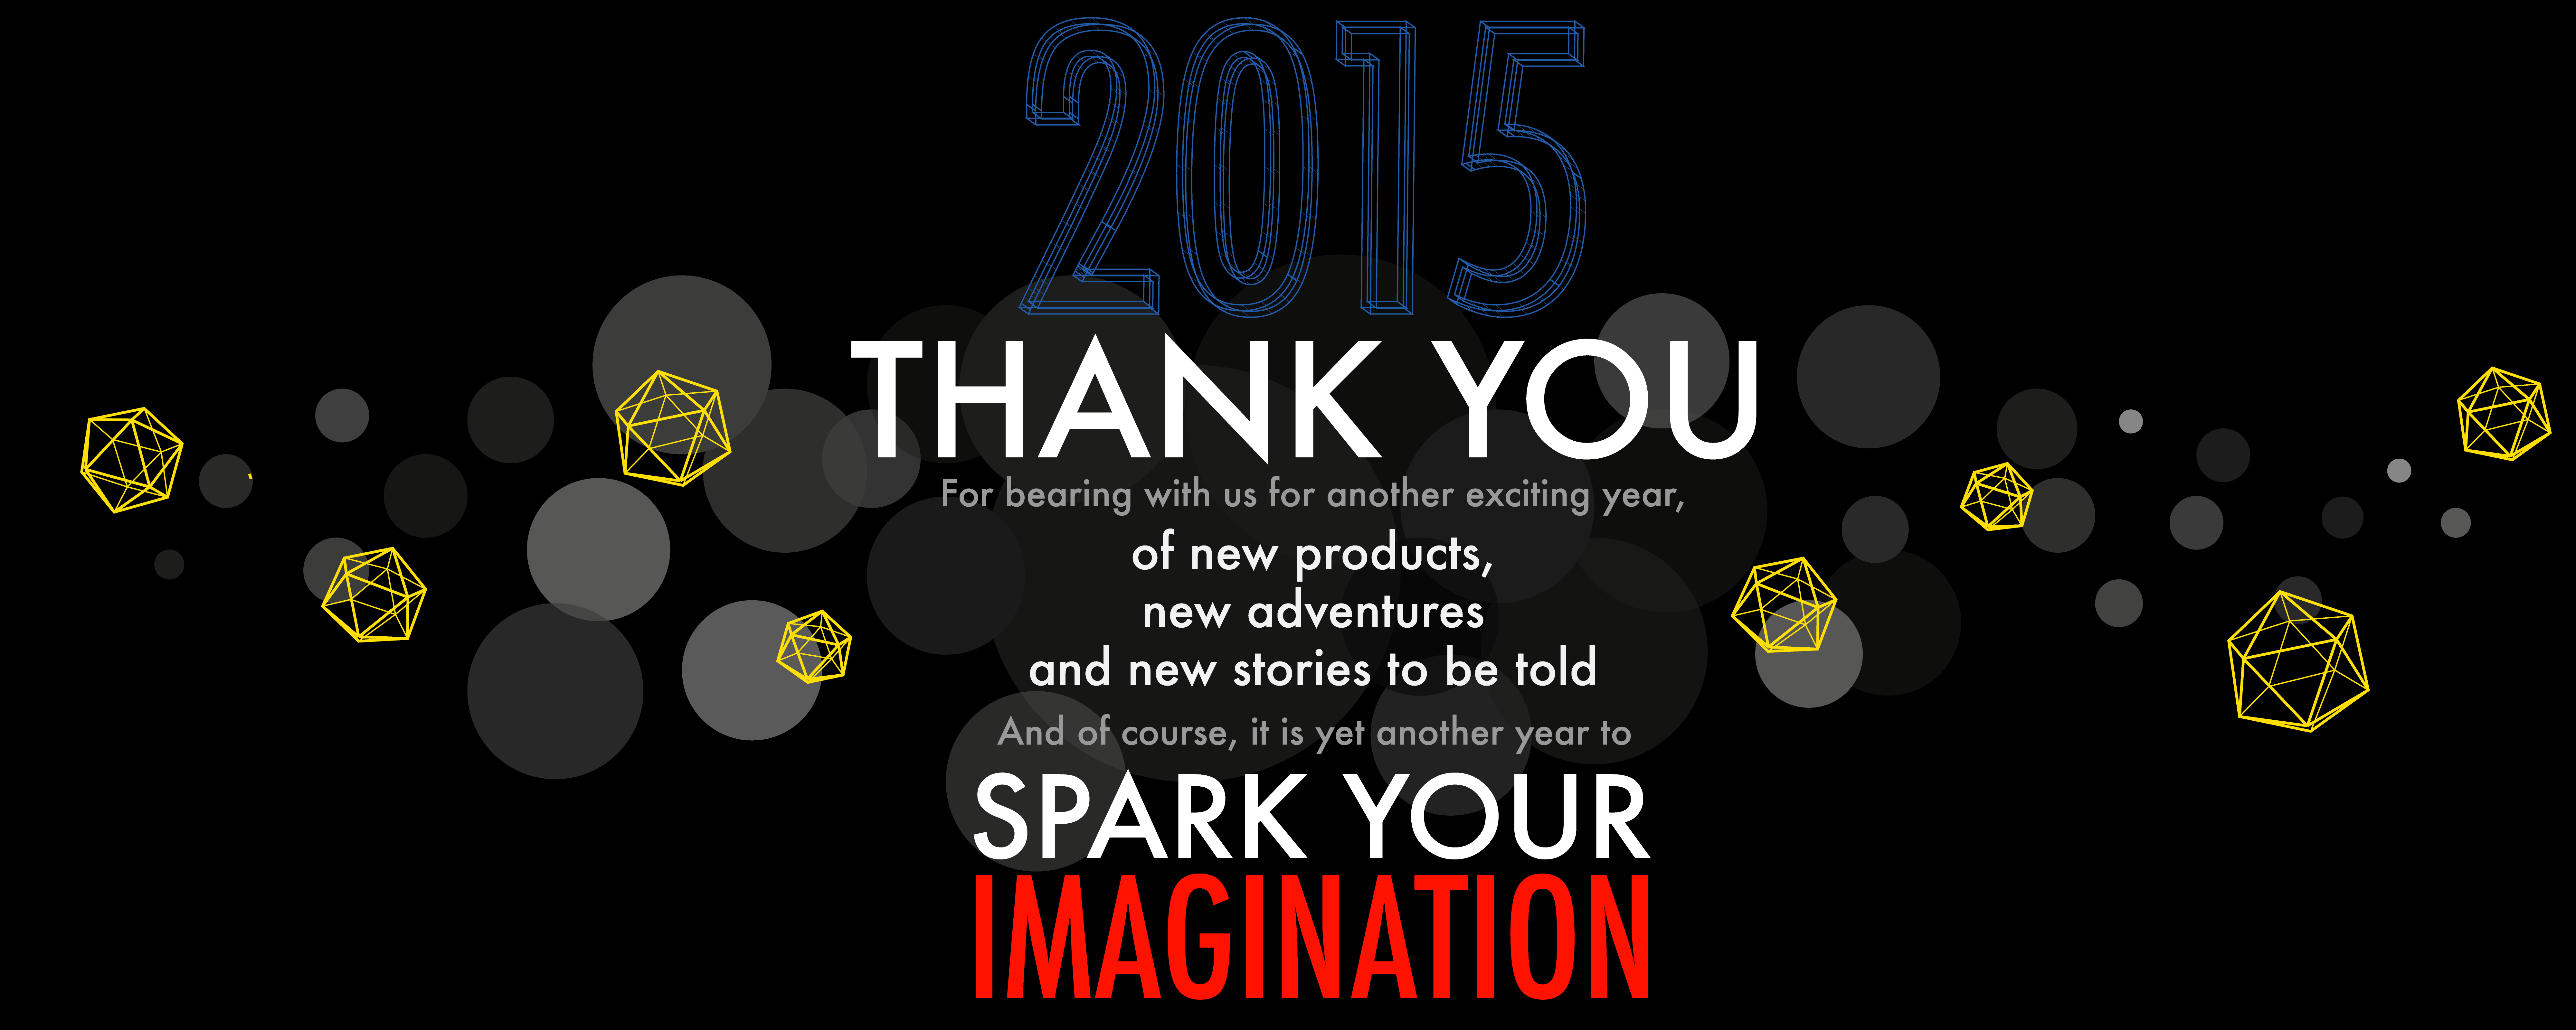 2015
THANK YOU
For bearing with us for another exciting year,
of new products,
new adventures
and new stories to be told
And of course, it is yet another year to
SPARK YOUR
IMAGINATION